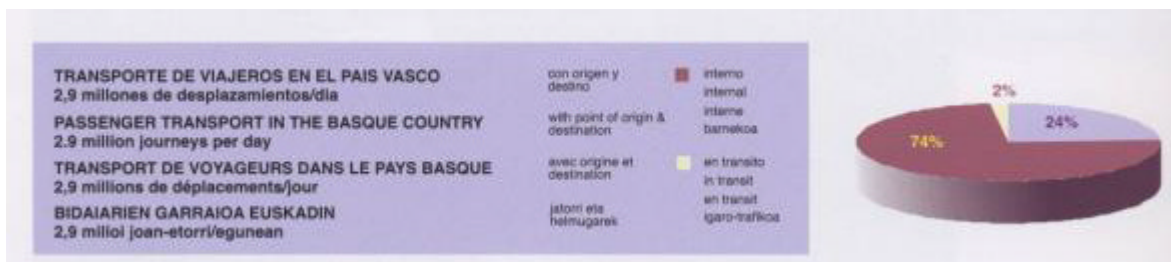 TRANSPORTE DE VIAJEROS EN EL PAIS VASCO
2,9 millones de desplazamientos/dia
PASSENGER TRANSPORT IN THE BASQUE COUNTRY
2.9 million journeys per day
TRANSPORT DE VOYAGEURS DANS LE PAYS BASQUE
2,9 millions de déplacements/jour
BIDAIARIEN GARRAIOA EUSKADIN
2,9 milioi joan-etorri/egunean
con origen y
destino
with point of origin &
destination
avec origine et
destination
jatorri eta
helmugarek
interno
internal
interne
barnekoa
en transito
in transit
en transit
igaro-trafikoa
2%
24%
74%